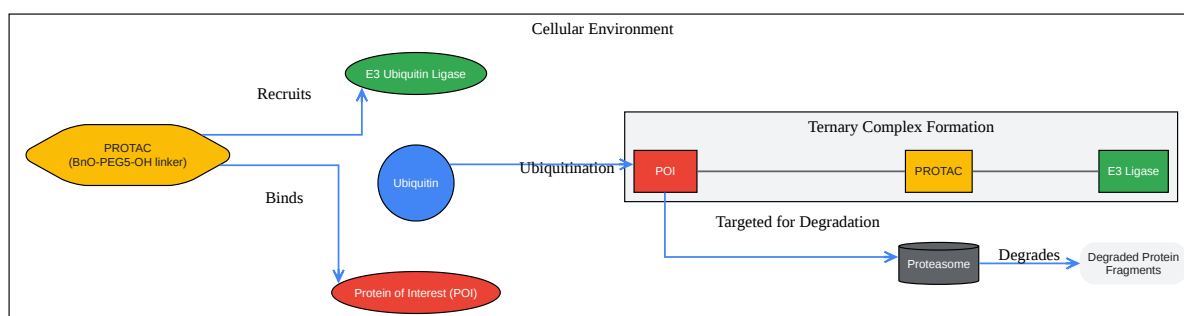 Cellular Environment
E3 Ubiquitin Ligase
Recruits
PROTAC
(BnO-PEG5-OH linker)
Binds
Ubiquitin
Protein of Interest (POI)
Ubiquitination
Ternary Complex Formation
POI
PROTAC
E3 Ligase
Targeted for Degradation
Proteasome
Degrades
Degraded Protein
Fragments